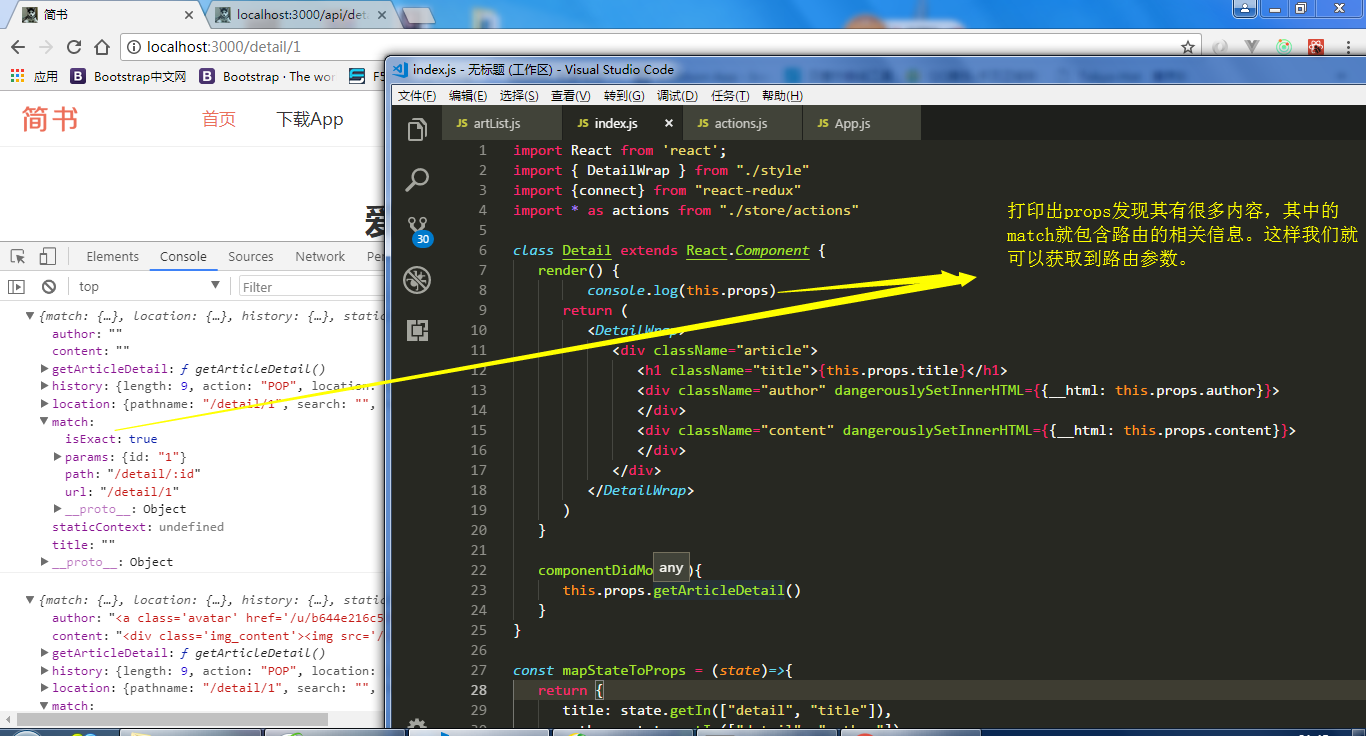 简书
localhost:3000/api/det
localhost:3000/detail/1
应用
Bootstrap中文网
Bootstrap · The wor
F5
简书
首页
下载App
爱
Elements
Console
Sources
Network
Pe
top
Filter
{match: {…}, location: {…}, history: {…}, static
author: ""
content: ""
getArticleDetail: ƒ getArticleDetail()
history: {length: 9, action: "POP", location:
location: {pathname: "/detail/1", search: "",
match:
isExact: true
params: {id: "1"}
path: "/detail/:id"
url: "/detail/1"
__proto__: Object
staticContext: undefined
title: ""
__proto__: Object
{match: {…}, location: {…}, history: {…}, static
author: "<a class='avatar' href='/u/b644e216c5
content: "<div class='img_content'><img src='/
getArticleDetail: ƒ getArticleDetail()
history: {length: 9, action: "POP", location:
location: {pathname: "/detail/1", search: "",
match:
index.js - 无标题 (工作区) - Visual Studio Code
文件(F) 编辑(E) 选择(S) 查看(V) 转到(G) 调试(D) 任务(T) 帮助(H)
JS artList.js
JS index.js ×
JS actions.js
JS App.js
30
1 import React from 'react';
2 import { DetailWrap } from "./style"
3 import {connect} from "react-redux"
4 import * as actions from "./store/actions"
5
6 class Detail extends React.Component {
7 render() {
8 console.log(this.props)
9 return (
10 <DetailWrap>
11 <div className="article">
12 <h1 className="title">{this.props.title}</h1>
13 <div className="author" dangerouslySetInnerHTML={{__html: this.props.author}}>
14 </div>
15 <div className="content" dangerouslySetInnerHTML={{__html: this.props.content}}>
16 </div>
17 </div>
18 </DetailWrap>
19 )
20 }
21
22 componentDidMo any ){
23 this.props.getArticleDetail()
24 }
25 }
26
27 const mapStateToProps = (state)=>{
28 return {
29 title: state.getIn(["detail", "title"]),
打印出props发现其有很多内容，其中的
match就包含路由的相关信息。这样我们就
可以获取到路由参数。